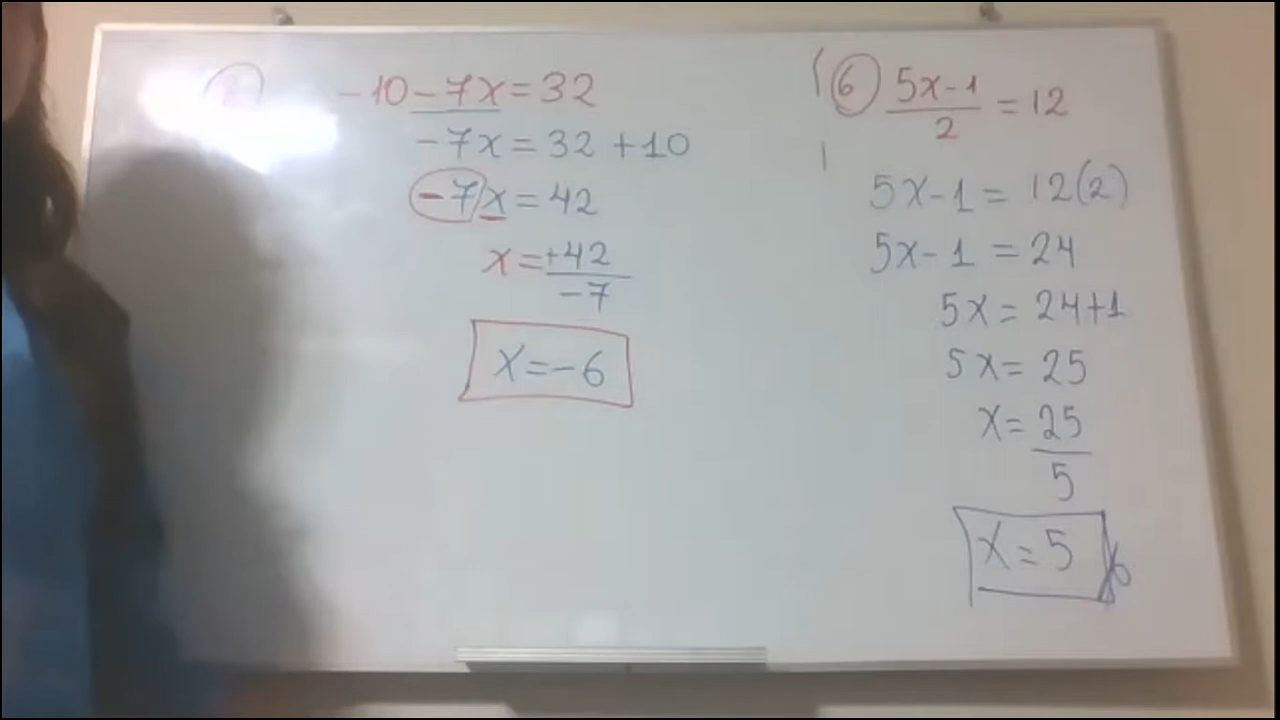 -10-7x=32
-7x=32+10
-7x=42
x=+42
-7
x=-6
6 5x-1
2 =12
5x-1=12(2)
5x-1=24
5x=24+1
5x=25
x=25
5
x=5